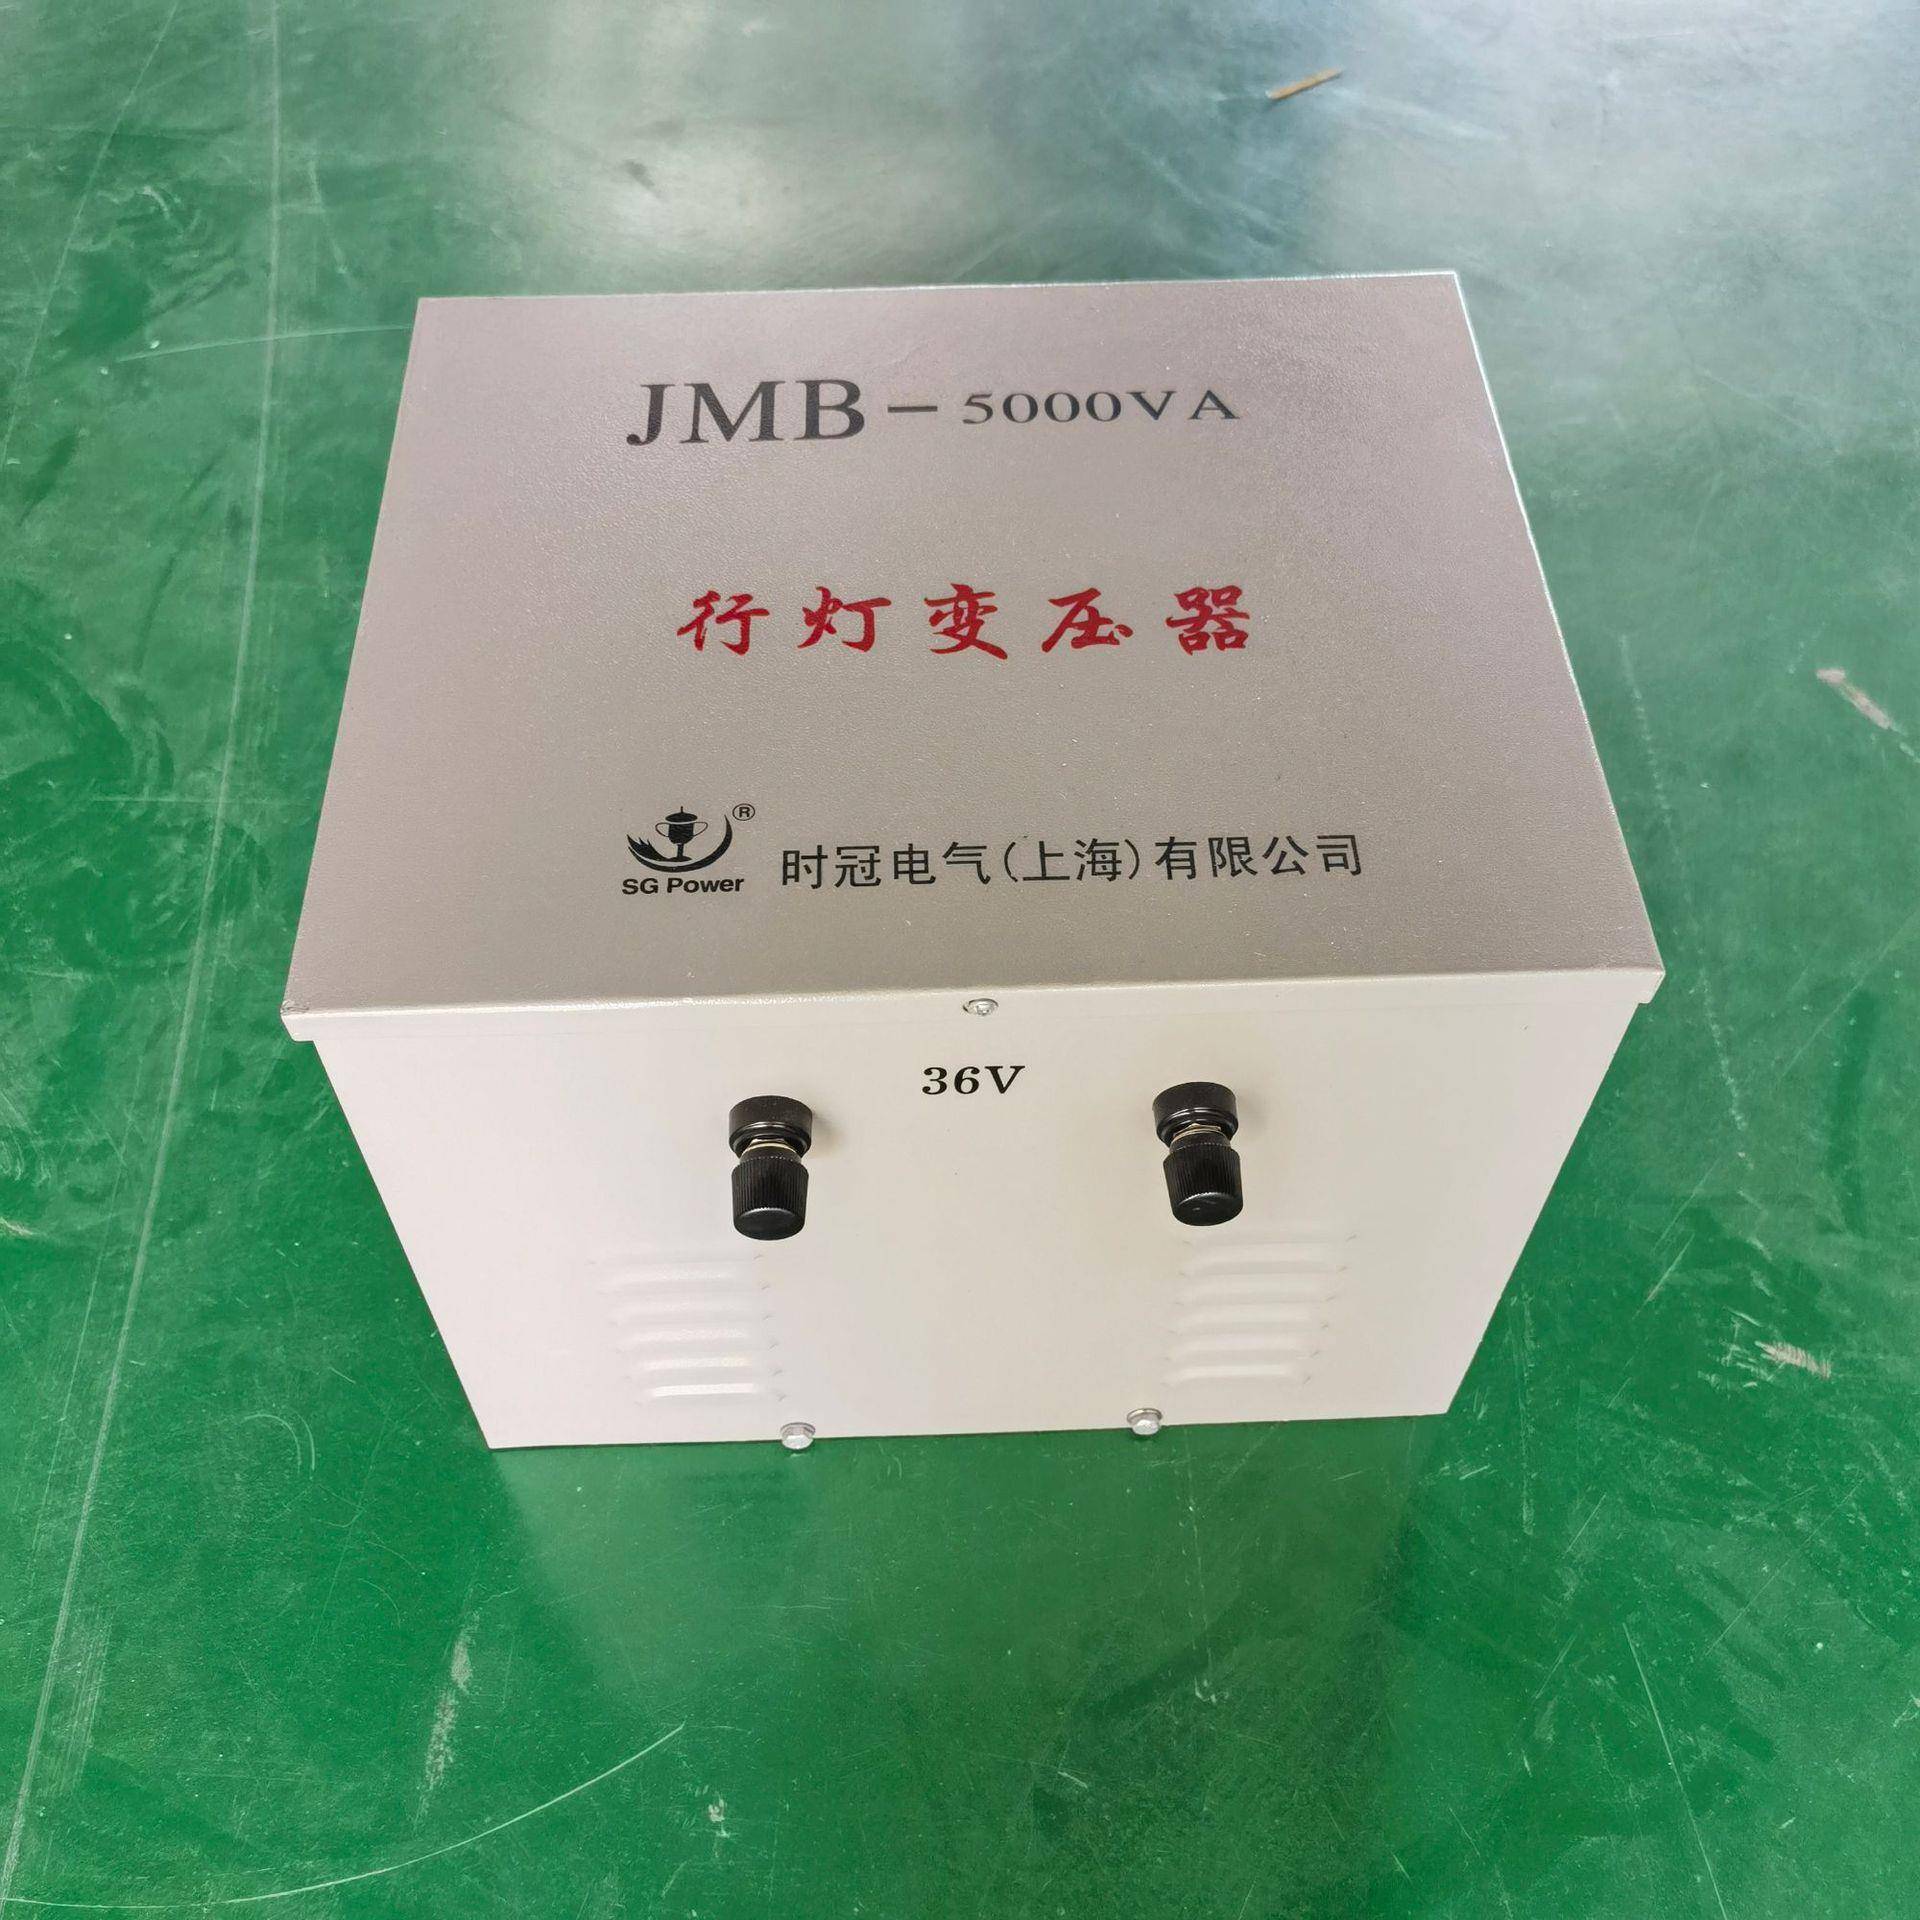 JMB-5000VA
行灯变压器
®
SG Power
时冠电气(上海)有限公司
36V